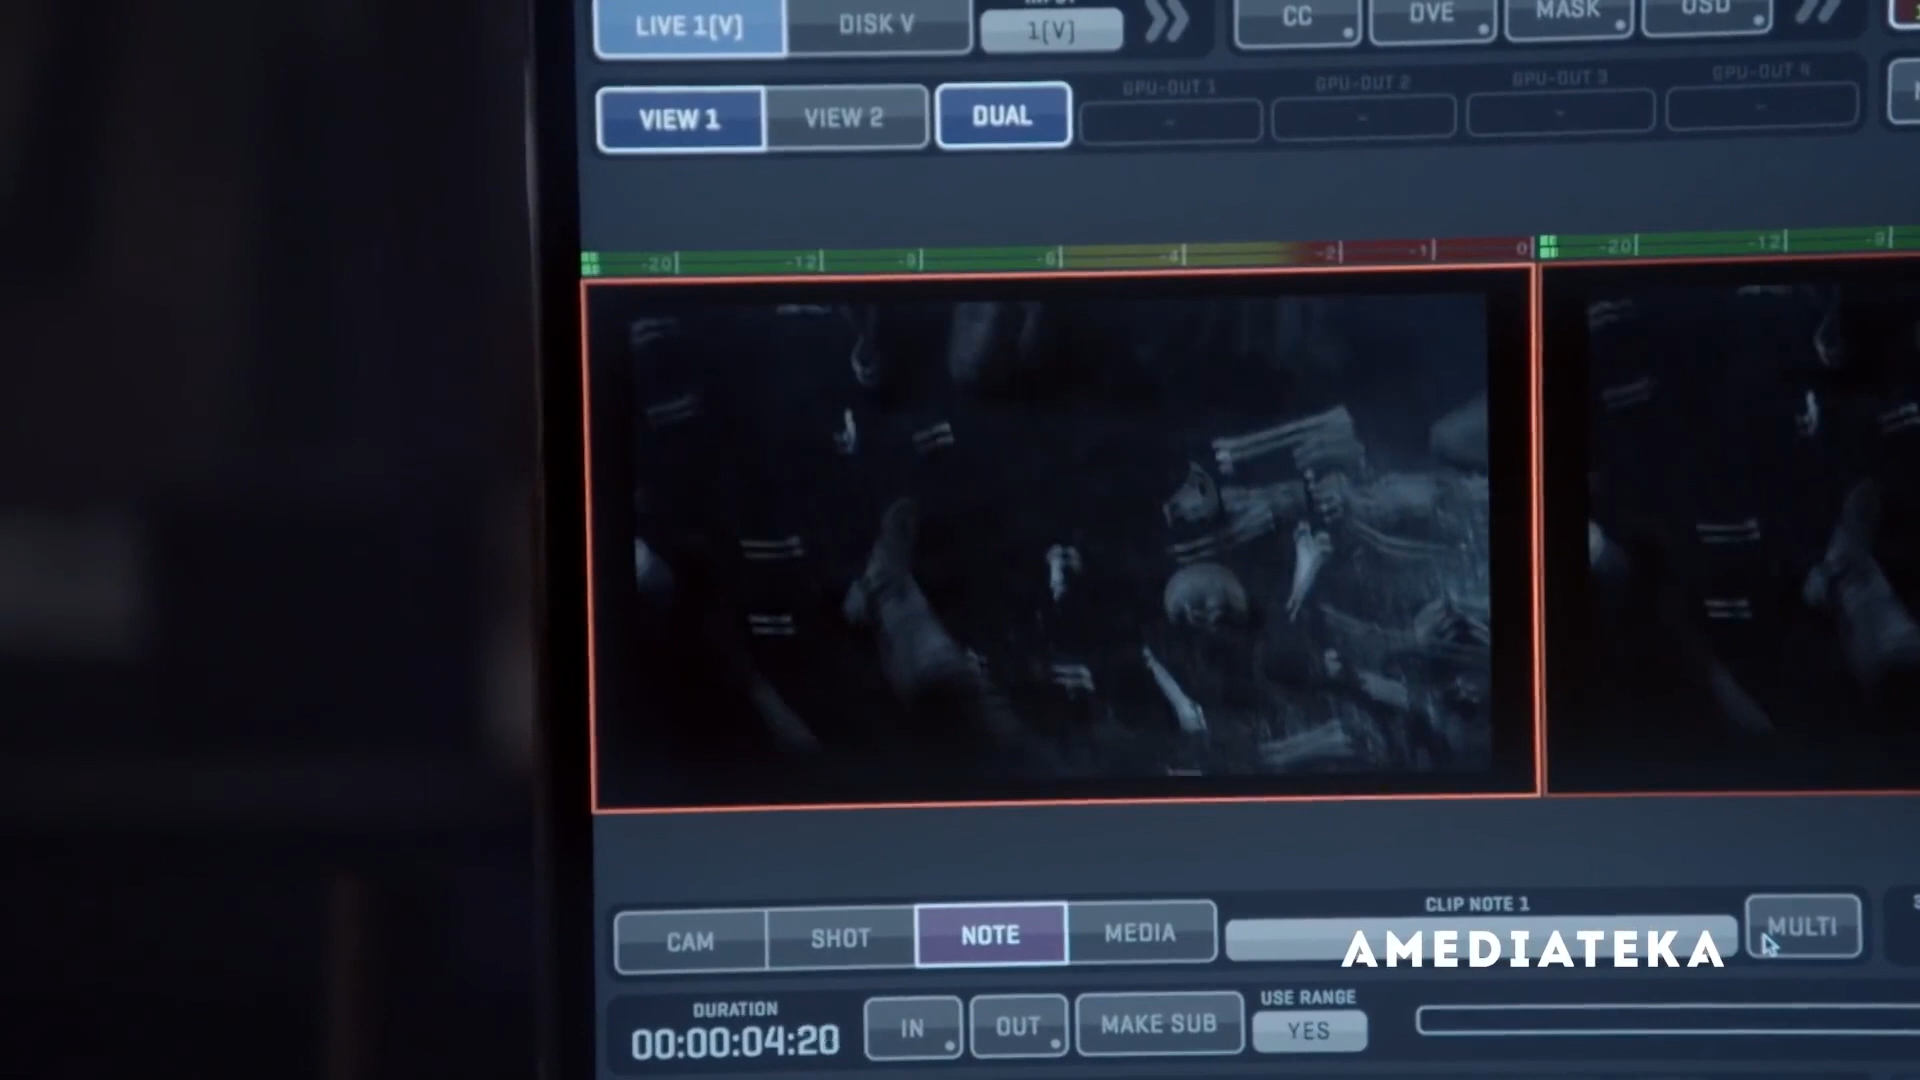 LIVE 1(V) DISK V 1(V) CC DVE MASK OSD
VIEW 1 VIEW 2 DUAL GPU-OUT 1 GPU-OUT 2 GPU-OUT 3 GPU-OUT 4
-20 -12 -9 -6 -4 -2 -1 0 -20 -12 -9
CLIP NOTE 1
CAM SHOT NOTE MEDIA MULTI
AMEDIATEKA
DURATION USE RANGE
00:00:04:20 IN OUT MAKE SUB YES